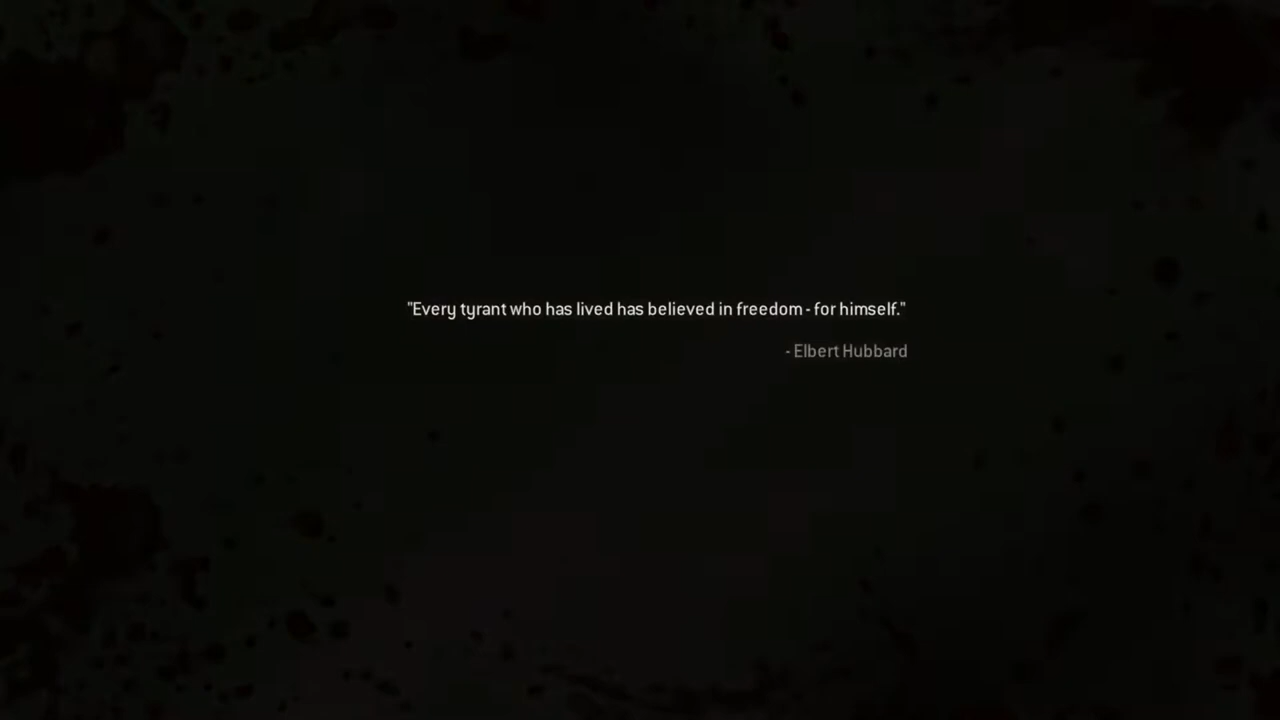 "Every tyrant who has lived has believed in freedom - for himself."
- Elbert Hubbard